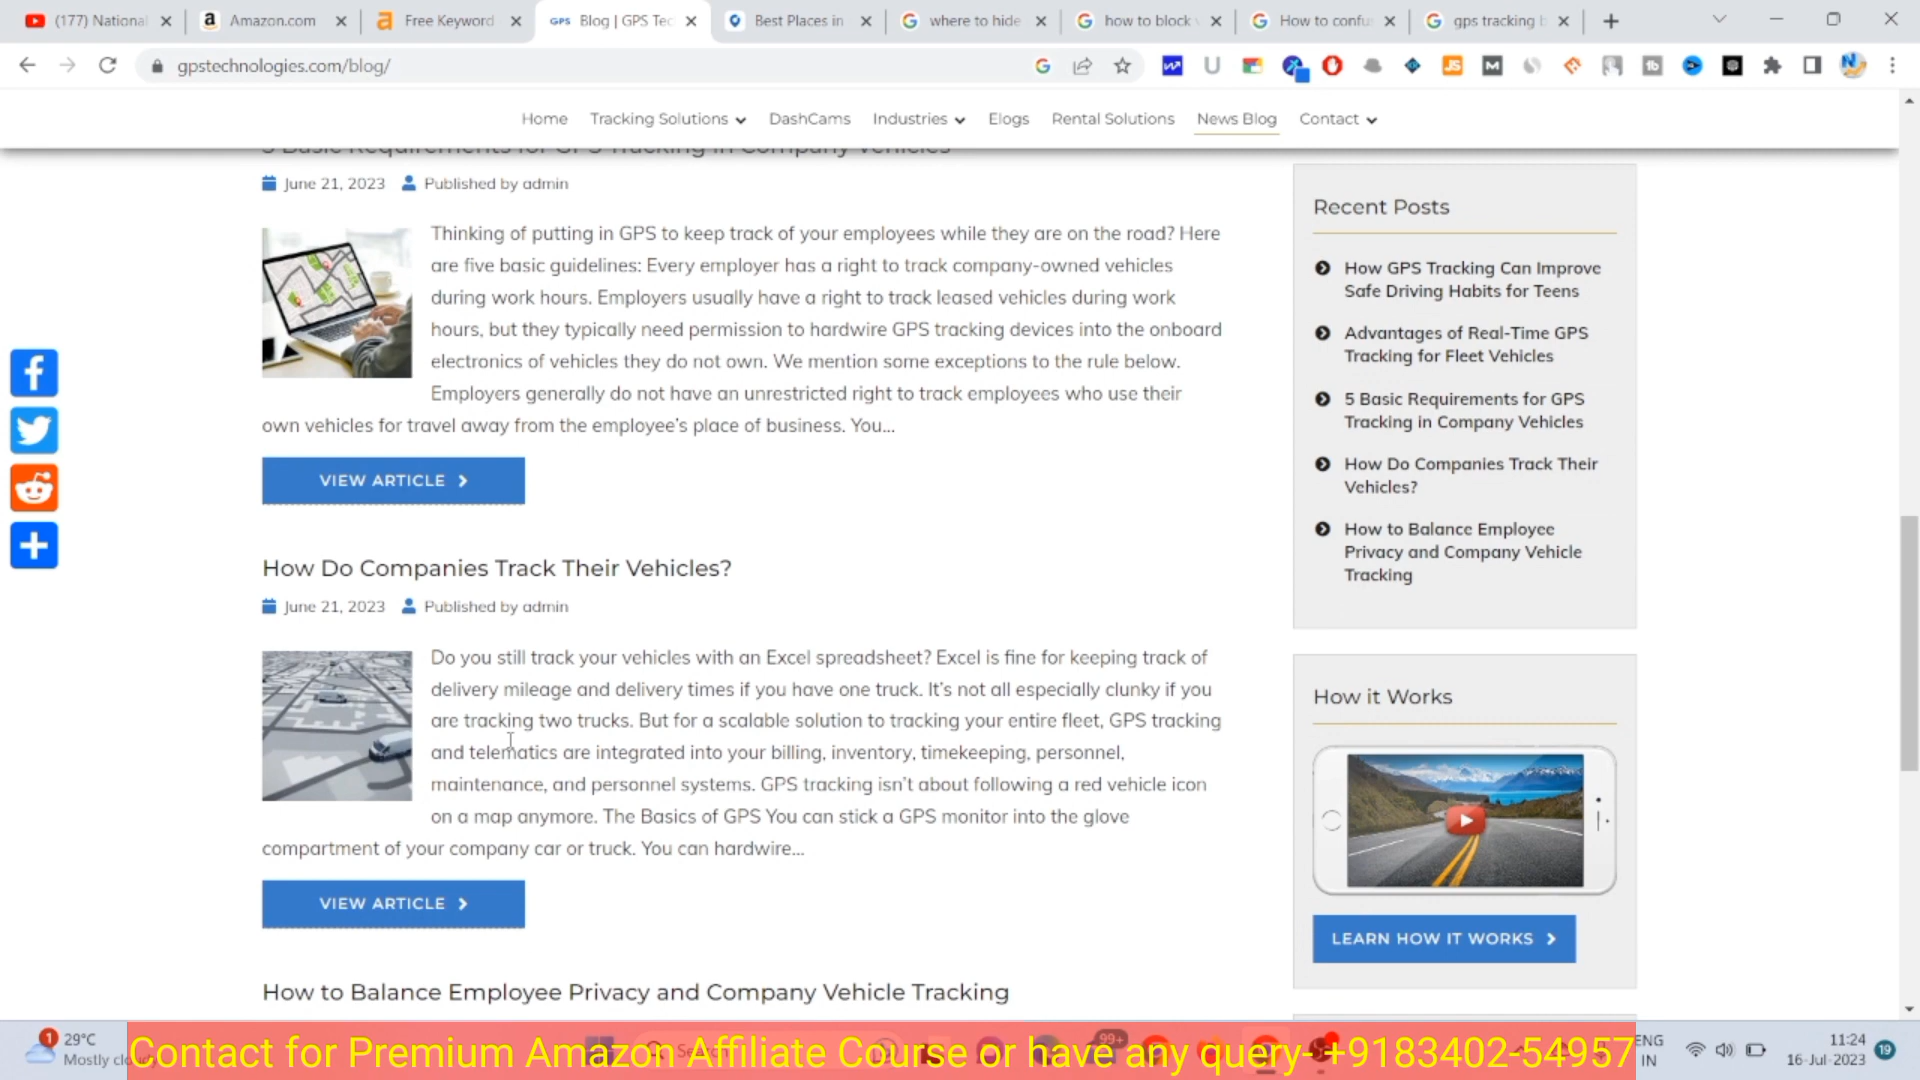 (177) National
Amazon.com
Free Keyword
GPS Blog | GPS Tec
Best Places in
where to hide
how to block
How to confu
gps tracking b
gpstechnologies.com/blog/
Home
Tracking Solutions
DashCams
Industries
Elogs
Rental Solutions
News Blog
Contact
5 Basic Requirements for GPS Tracking in Company Vehicles
June 21, 2023 Published by admin
Thinking of putting in GPS to keep track of your employees while they are on the road? Here
are five basic guidelines: Every employer has a right to track company-owned vehicles
during work hours. Employers usually have a right to track leased vehicles during work
hours, but they typically need permission to hardwire GPS tracking devices into the onboard
electronics of vehicles they do not own. We mention some exceptions to the rule below.
Employers generally do not have an unrestricted right to track employees who use their
own vehicles for travel away from the employee's place of business. You...
VIEW ARTICLE
How Do Companies Track Their Vehicles?
June 21, 2023 Published by admin
Do you still track your vehicles with an Excel spreadsheet? Excel is fine for keeping track of
delivery mileage and delivery times if you have one truck. It's not all especially clunky if you
are tracking two trucks. But for a scalable solution to tracking your entire fleet, GPS tracking
and telematics are integrated into your billing, inventory, timekeeping, personnel,
maintenance, and personnel systems. GPS tracking isn't about following a red vehicle icon
on a map anymore. The Basics of GPS You can stick a GPS monitor into the glove
compartment of your company car or truck. You can hardwire...
VIEW ARTICLE
How to Balance Employee Privacy and Company Vehicle Tracking
Recent Posts
How GPS Tracking Can Improve
Safe Driving Habits for Teens
Advantages of Real-Time GPS
Tracking for Fleet Vehicles
5 Basic Requirements for GPS
Tracking in Company Vehicles
How Do Companies Track Their
Vehicles?
How to Balance Employee
Privacy and Company Vehicle
Tracking
How it Works
LEARN HOW IT WORKS
1
29°C
Mostly
Contact for Premium Amazon Affiliate Course or have any query- +9183402-54957
99+
ENG
IN
11:24
16-Jul-2023
19